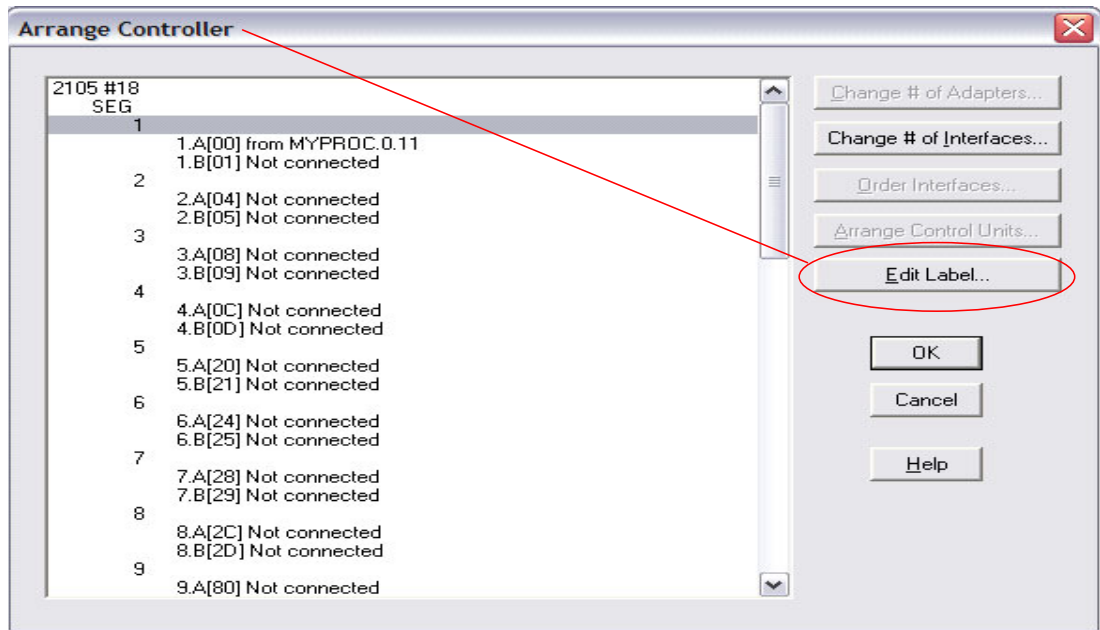 Arrange Controller
2105 #18
SEG
1
1.A[00] from MYPROC.0.11
1.B[01] Not connected
2
2.A[04] Not connected
2.B[05] Not connected
3
3.A[08] Not connected
3.B[09] Not connected
4
4.A[0C] Not connected
4.B[0D] Not connected
5
5.A[20] Not connected
5.B[21] Not connected
6
6.A[24] Not connected
6.B[25] Not connected
7
7.A[28] Not connected
7.B[29] Not connected
8
8.A[2C] Not connected
8.B[2D] Not connected
9
9.A[80] Not connected
Change # of Adapters...
Change # of Interfaces...
Order Interfaces...
Arrange Control Units...
Edit Label...
OK
Cancel
Help